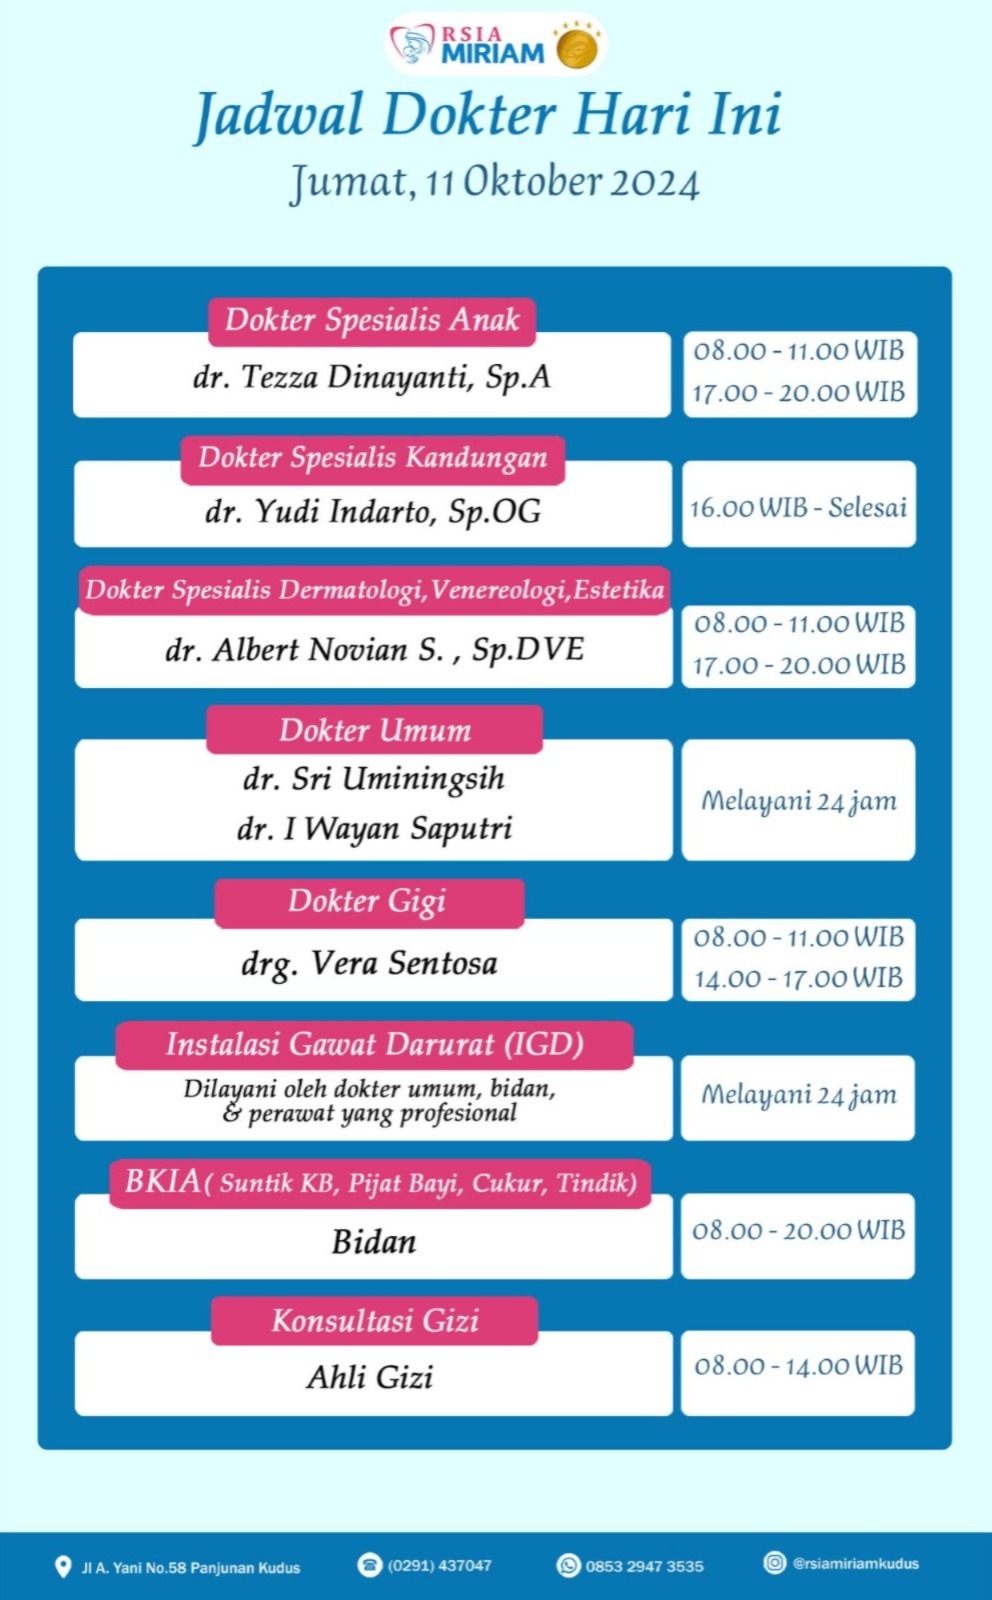 RSIA
MIRIAM
Jadwal Dokter Hari Ini
Jumat, 11 Oktober 2024
Dokter Spesialis Anak
dr. Tezza Dinayanti, Sp.A
08.00 - 11.00 WIB
17.00 - 20.00 WIB
Dokter Spesialis Kandungan
dr. Yudi Indarto, Sp.OG
16.00 WIB - Selesai
Dokter Spesialis Dermatologi,Venereologi,Estetika
dr. Albert Novian S. , Sp.DVE
08.00 - 11.00 WIB
17.00 - 20.00 WIB
Dokter Umum
dr. Sri Uminingsih
dr. I Wayan Saputri
Melayani 24 jam
Dokter Gigi
drg. Vera Sentosa
08.00 - 11.00 WIB
14.00 - 17.00 WIB
Instalasi Gawat Darurat (IGD)
Dilayani oleh dokter umum, bidan,
& perawat yang profesional
Melayani 24 jam
BKIA ( Suntik KB, Pijat Bayi, Cukur, Tindik)
Bidan
08.00 - 20.00 WIB
Konsultasi Gizi
Ahli Gizi
08.00 - 14.00 WIB
Jl A. Yani No.58 Panjunan Kudus
(0291) 437047
0853 2947 3535
@rsiamiriamkudus